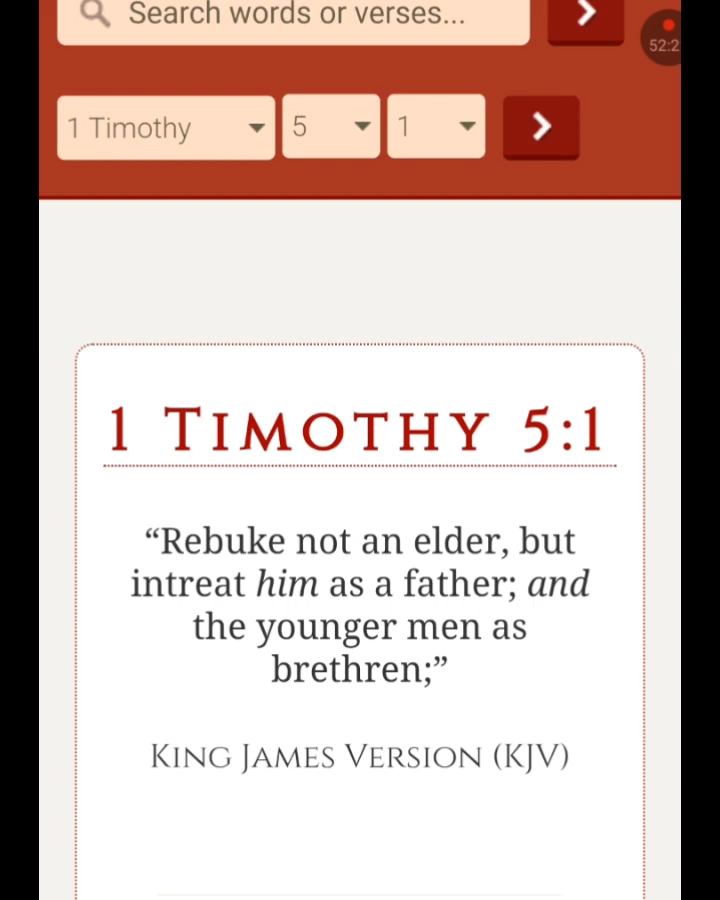 Search words or verses...
52:2
1 Timothy 5 1
1 Timothy 5:1
“Rebuke not an elder, but
intreat him as a father; and
the younger men as
brethren;”
King James Version (KJV)